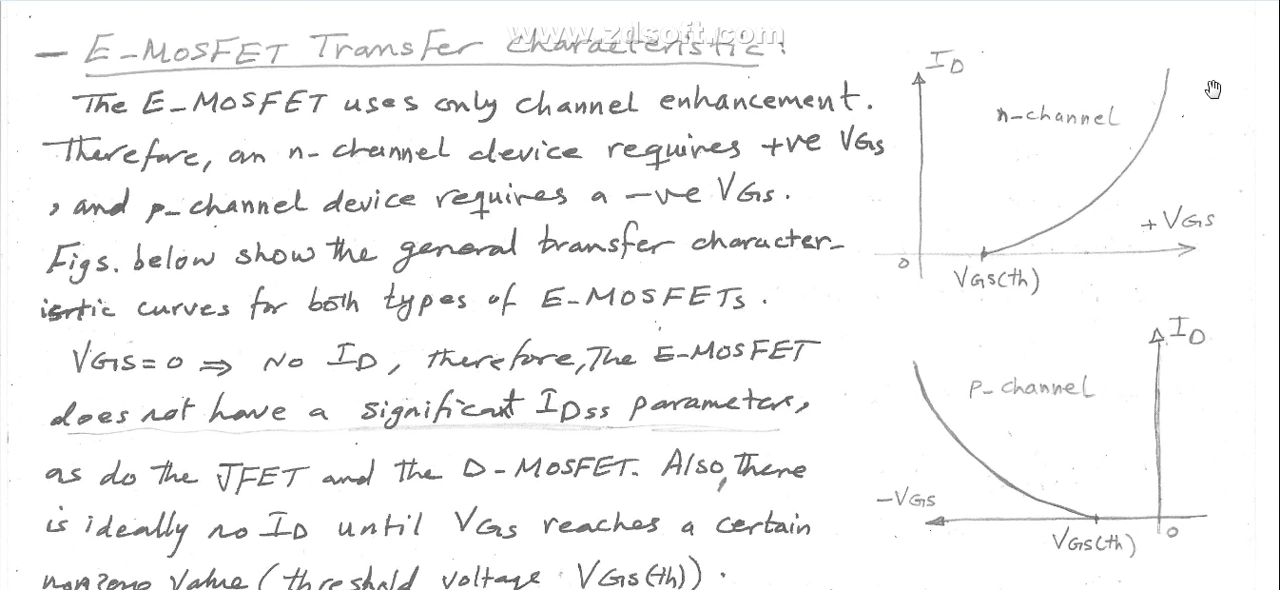 www.zdsoft.com
- E-MOSFET Transfer Characteristic:
The E-MOSFET uses only channel enhancement.
Therefore, an n-channel device requires +ve VGS
, and p-channel device requires a -ve VGS.
Figs. below show the general transfer character-
istic curves for both types of E-MOSFETs.
VGS=0 ⇒ No ID, therefore, The E-MOSFET
does not have a significant IDSS parameter,
as do the JFET and the D-MOSFET. Also, there
is ideally no ID until VGS reaches a certain
nonzero value (threshold voltage VGS(th)).
ID
n-channel
+VGS
0
VGS(th)
ID
p-channel
-VGS
VGS(th)
0